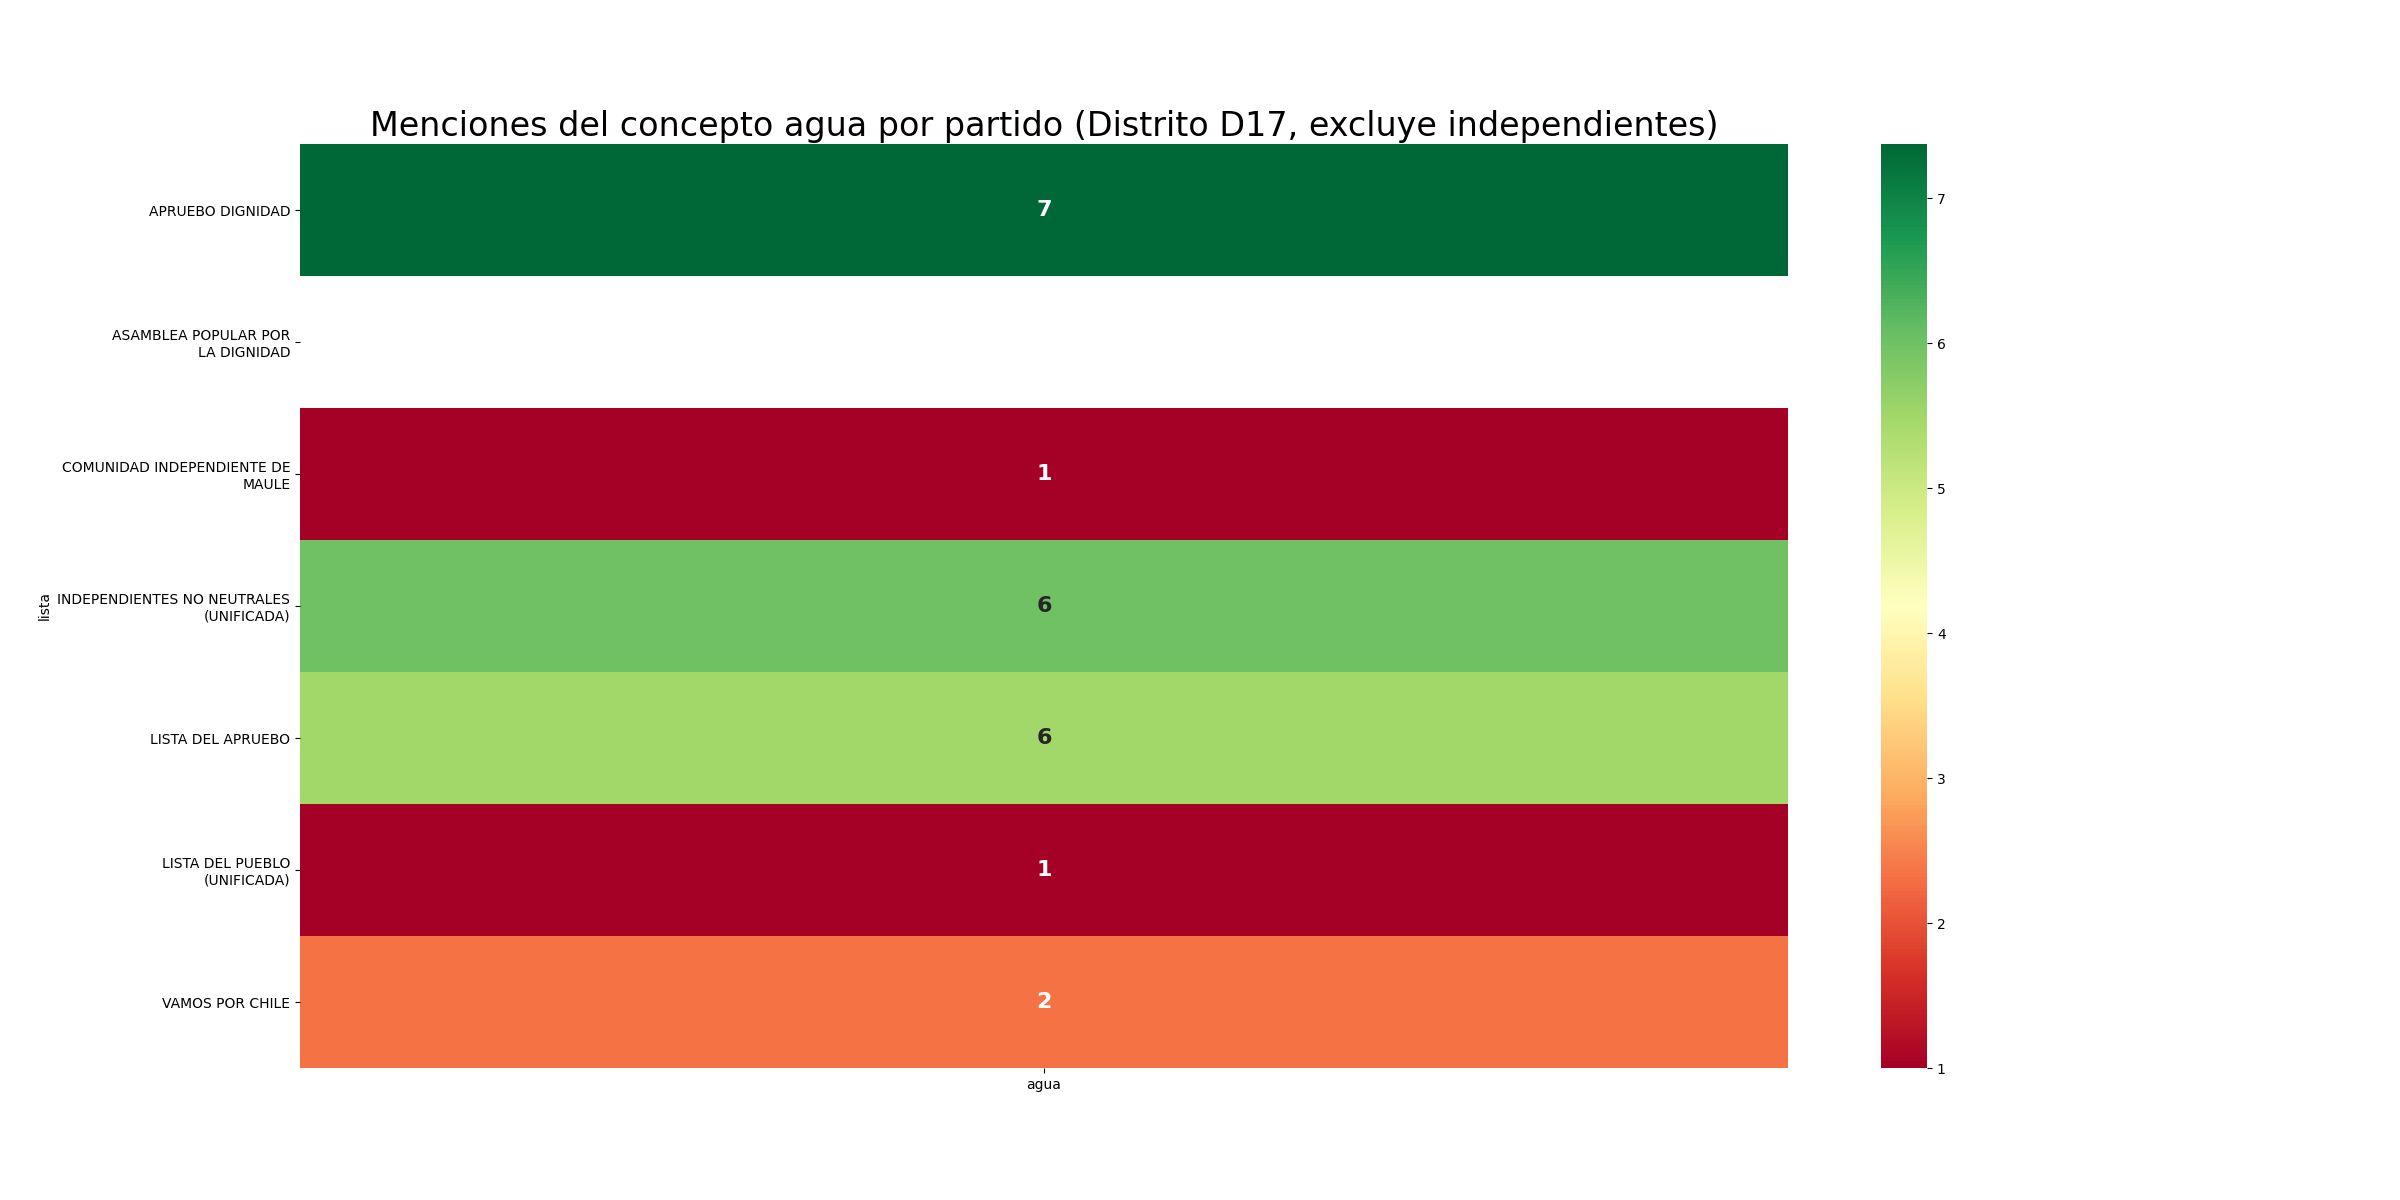 Menciones del concepto agua por partido (Distrito D17, excluye independientes)
APRUEBO DIGNIDAD
7
ASAMBLEA POPULAR POR
LA DIGNIDAD
COMUNIDAD INDEPENDIENTE DE
MAULE
1
lista
INDEPENDIENTES NO NEUTRALES
(UNIFICADA)
6
LISTA DEL APRUEBO
6
LISTA DEL PUEBLO
(UNIFICADA)
1
VAMOS POR CHILE
2
agua
7
6
5
4
3
2
1